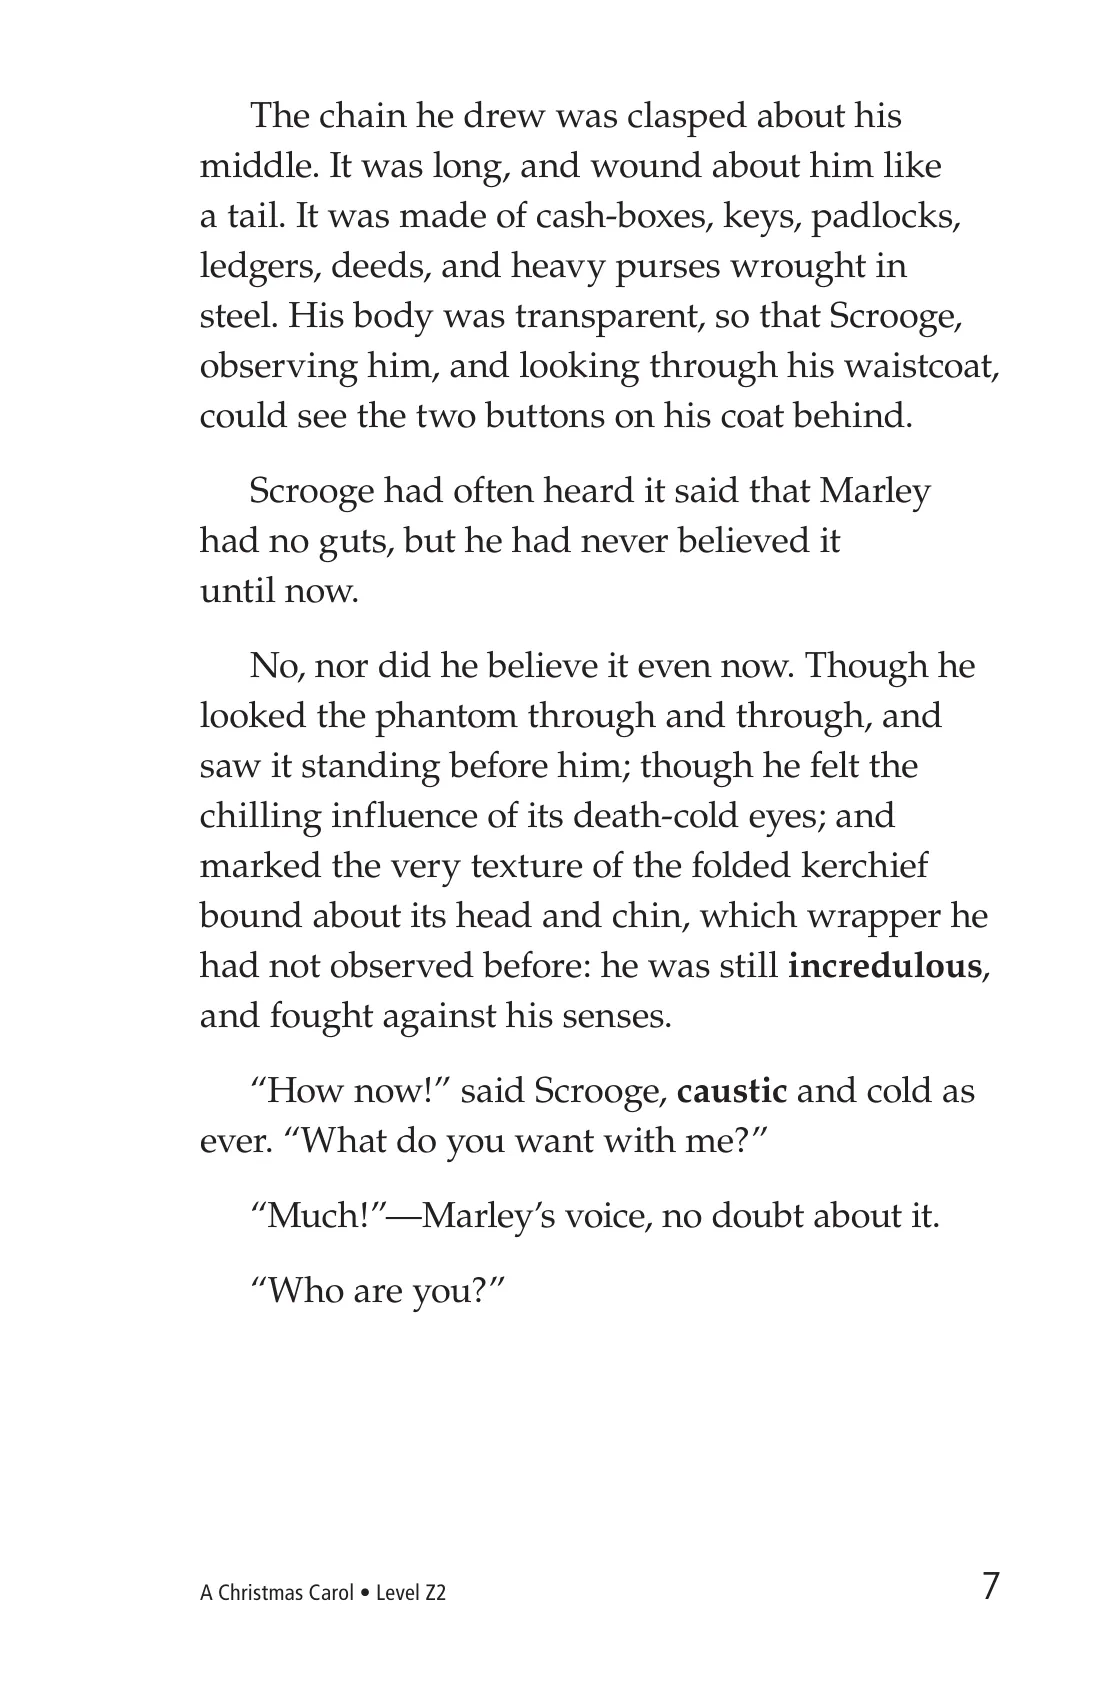 The chain he drew was clasped about his
middle. It was long, and wound about him like
a tail. It was made of cash-boxes, keys, padlocks,
ledgers, deeds, and heavy purses wrought in
steel. His body was transparent, so that Scrooge,
observing him, and looking through his waistcoat,
could see the two buttons on his coat behind.
Scrooge had often heard it said that Marley
had no guts, but he had never believed it
until now.
No, nor did he believe it even now. Though he
looked the phantom through and through, and
saw it standing before him; though he felt the
chilling influence of its death-cold eyes; and
marked the very texture of the folded kerchief
bound about its head and chin, which wrapper he
had not observed before: he was still incredulous,
and fought against his senses.
“How now!” said Scrooge, caustic and cold as
ever. “What do you want with me?”
“Much!”—Marley’s voice, no doubt about it.
“Who are you?”
A Christmas Carol • Level Z2
7